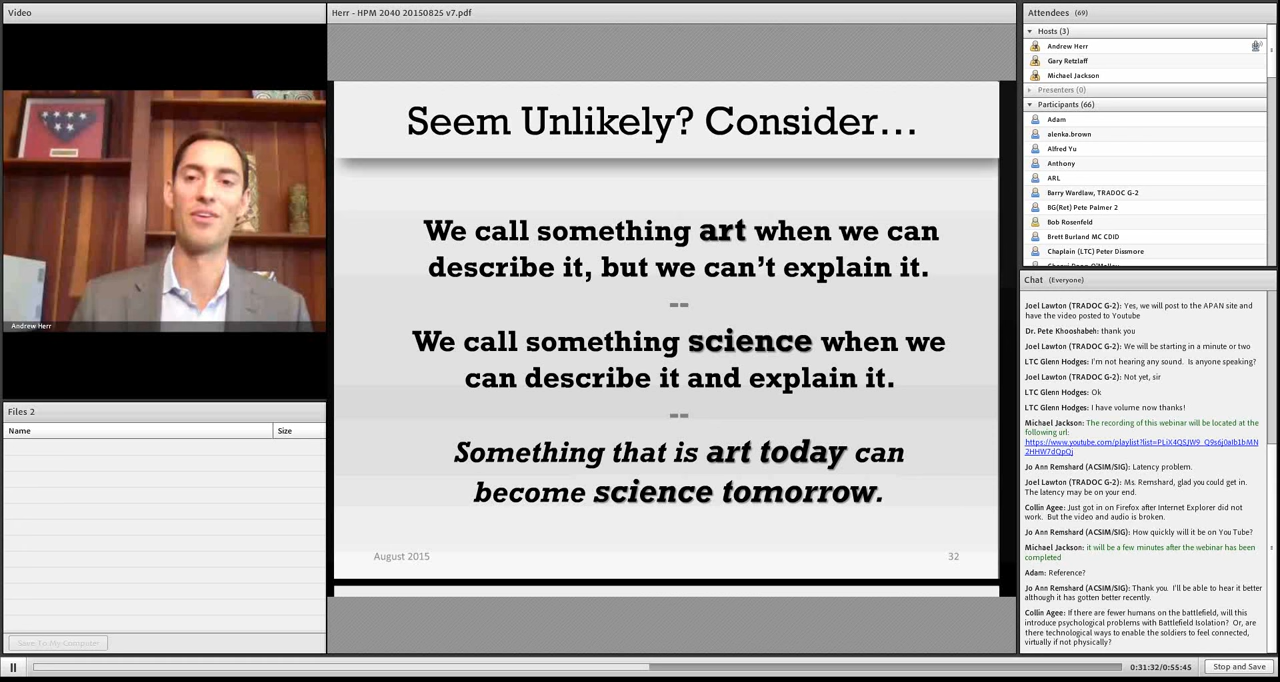 Video
Andrew Herr
Files 2
Name Size
Save To My Computer
Herr - HPM 2040 20150825 v7.pdf
Seem Unlikely? Consider...
We call something art when we can
describe it, but we can't explain it.
--
We call something science when we
can describe it and explain it.
--
Something that is art today can
become science tomorrow.
August 2015 32
Attendees (69)
Hosts (3)
Andrew Herr
Gary Retzlaff
Michael Jackson
Presenters (0)
Participants (66)
Adam
alenka.brown
Alfred Yu
Anthony
ARL
Barry Wardlaw, TRADOC G-2
BG(Ret) Pete Palmer 2
Bob Rosenfeld
Brett Burland MC CDID
Chaplain (LTC) Peter Dissmore
Chat (Everyone)
Joel Lawton (TRADOC G-2): Yes, we will post to the APAN site and
have the video posted to Youtube
Dr. Pete Khooshabeh: thank you
Joel Lawton (TRADOC G-2): We will be starting in a minute or two
LTC Glenn Hodges: I'm not hearing any sound. Is anyone speaking?
Joel Lawton (TRADOC G-2): Not yet, sir
LTC Glenn Hodges: Ok
LTC Glenn Hodges: I have volume now thanks!
Michael Jackson: The recording of this webinar will be located at the
following url:
Jo Ann Remshard (ACSIM/SIG): Latency problem.
Joel Lawton (TRADOC G-2): Ms. Remshard, glad you could get in.
The latency may be on your end.
Collin Agee: Just got in on Firefox after Internet Explorer did not
work. But the video and audio is broken.
Jo Ann Remshard (ACSIM/SIG): How quickly will it be on YouTube?
Michael Jackson: it will be a few minutes after the webinar has been
completed
Adam: Reference?
Jo Ann Remshard (ACSIM/SIG): Thank you. I'll be able to hear it better
although it has gotten better recently.
Collin Agee: If there are fewer humans on the battlefield, will this
introduce psychological problems with Battlefield Isolation? Or, are
there technological ways to enable the soldiers to feel connected,
virtually if not physically?
0:31:32/0:55:45 Stop and Save